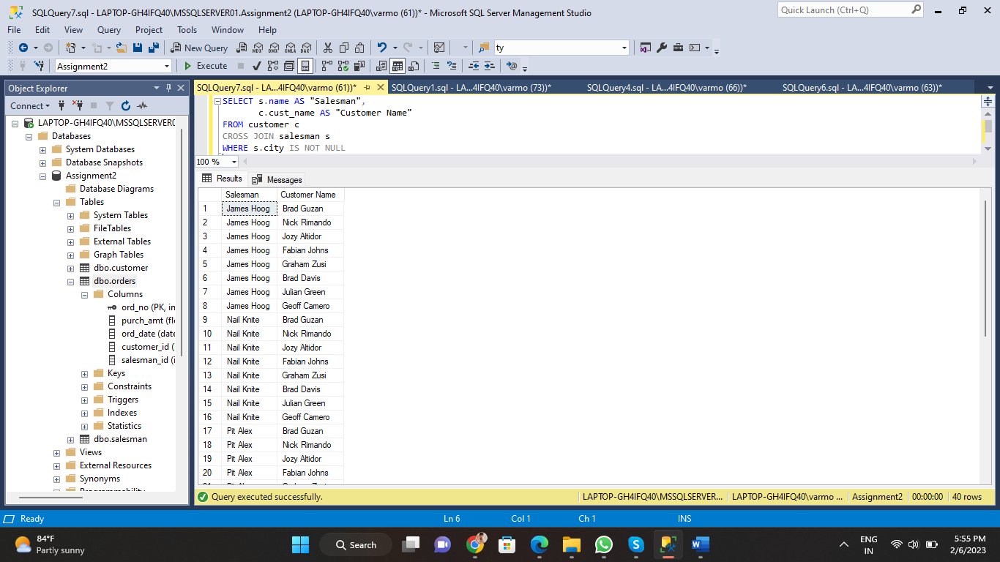 SQLQuery7.sql - LAPTOP-GH4IFQ40\MSSQLSERVER01.Assignment2 (LAPTOP-GH4IFQ40\varmo (61))* - Microsoft SQL Server Management Studio
Quick Launch (Ctrl+Q)
File Edit View Query Project Tools Window Help
New Query MDX DMX XMLA DAX ty
Assignment2 Execute
Object Explorer
SQLQuery7.sql - LA...4IFQ40\varmo (61))* SQLQuery1.sql - LA...4IFQ40\varmo (73))* SQLQuery4.sql - LA...4IFQ40\varmo (66))* SQLQuery6.sql - LA...4IFQ40\varmo (63))*
Connect
LAPTOP-GH4IFQ40\MSSQLSERVER0
Databases
System Databases
Database Snapshots
Assignment2
Database Diagrams
Tables
System Tables
FileTables
External Tables
Graph Tables
dbo.customer
dbo.orders
Columns
ord_no (PK, in
purch_amt (flo
ord_date (date
customer_id (
salesman_id (i
Keys
Constraints
Triggers
Indexes
Statistics
dbo.salesman
Views
External Resources
Synonyms
Programmability
SELECT s.name AS "Salesman",
c.cust_name AS "Customer Name"
FROM customer c
CROSS JOIN salesman s
WHERE s.city IS NOT NULL
100 %
Results Messages
Salesman Customer Name
1 James Hoog Brad Guzan
2 James Hoog Nick Rimando
3 James Hoog Jozy Altidor
4 James Hoog Fabian Johns
5 James Hoog Graham Zusi
6 James Hoog Brad Davis
7 James Hoog Julian Green
8 James Hoog Geoff Camero
9 Nail Knite Brad Guzan
10 Nail Knite Nick Rimando
11 Nail Knite Jozy Altidor
12 Nail Knite Fabian Johns
13 Nail Knite Graham Zusi
14 Nail Knite Brad Davis
15 Nail Knite Julian Green
16 Nail Knite Geoff Camero
17 Pit Alex Brad Guzan
18 Pit Alex Nick Rimando
19 Pit Alex Jozy Altidor
20 Pit Alex Fabian Johns
Query executed successfully. LAPTOP-GH4IFQ40\MSSQLSERVER... LAPTOP-GH4IFQ40\varmo ... Assignment2 00:00:00 40 rows
Ready Ln 6 Col 1 Ch 1 INS
84°F
Partly sunny
Search
ENG
IN
5:55 PM
2/6/2023